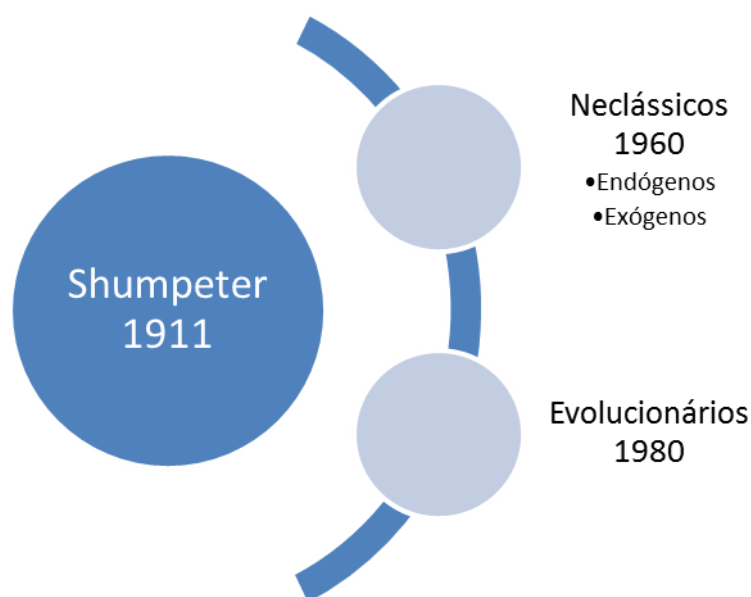 Shumpeter
1911
Neclássicos
1960
•Endógenos
•Exógenos
Evolucionários
1980